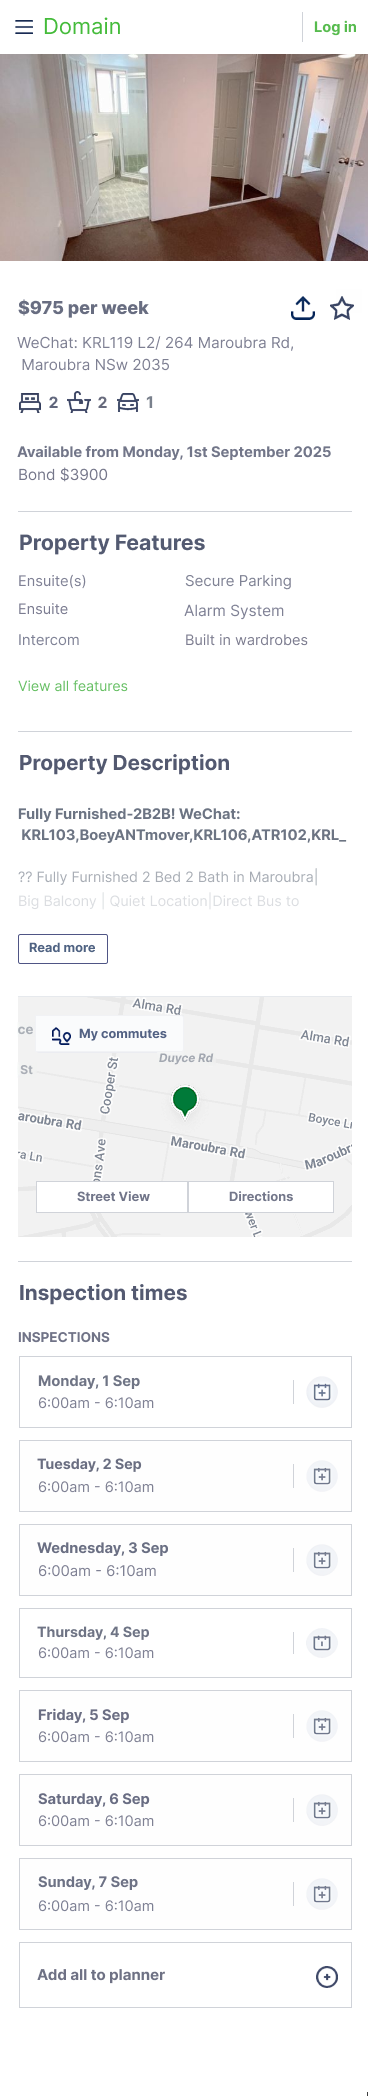 Domain
Log in
$975 per week
WeChat: KRL119 L2/ 264 Maroubra Rd,
Maroubra NSw 2035
2 2 1
Available from Monday, 1st September 2025
Bond $3900
Property Features
Ensuite(s) Secure Parking
Ensuite Alarm System
Intercom Built in wardrobes
View all features
Property Description
Fully Furnished-2B2B! WeChat:
KRL103,BoeyANTmover,KRL106,ATR102,KRL_
?? Fully Furnished 2 Bed 2 Bath in Maroubra|
Big Balcony | Quiet Location|Direct Bus to
Read more
Alma Rd
ce
My commutes
Alma Rd
Duyce Rd
St
Cooper St
aroubra Rd
Boyce Ln
Maroubra Rd
ra Ln
ons Ave
Maroubra
Street View
Directions
wer L
Inspection times
INSPECTIONS
Monday, 1 Sep
6:00am - 6:10am
Tuesday, 2 Sep
6:00am - 6:10am
Wednesday, 3 Sep
6:00am - 6:10am
Thursday, 4 Sep
6:00am - 6:10am
Friday, 5 Sep
6:00am - 6:10am
Saturday, 6 Sep
6:00am - 6:10am
Sunday, 7 Sep
6:00am - 6:10am
Add all to planner